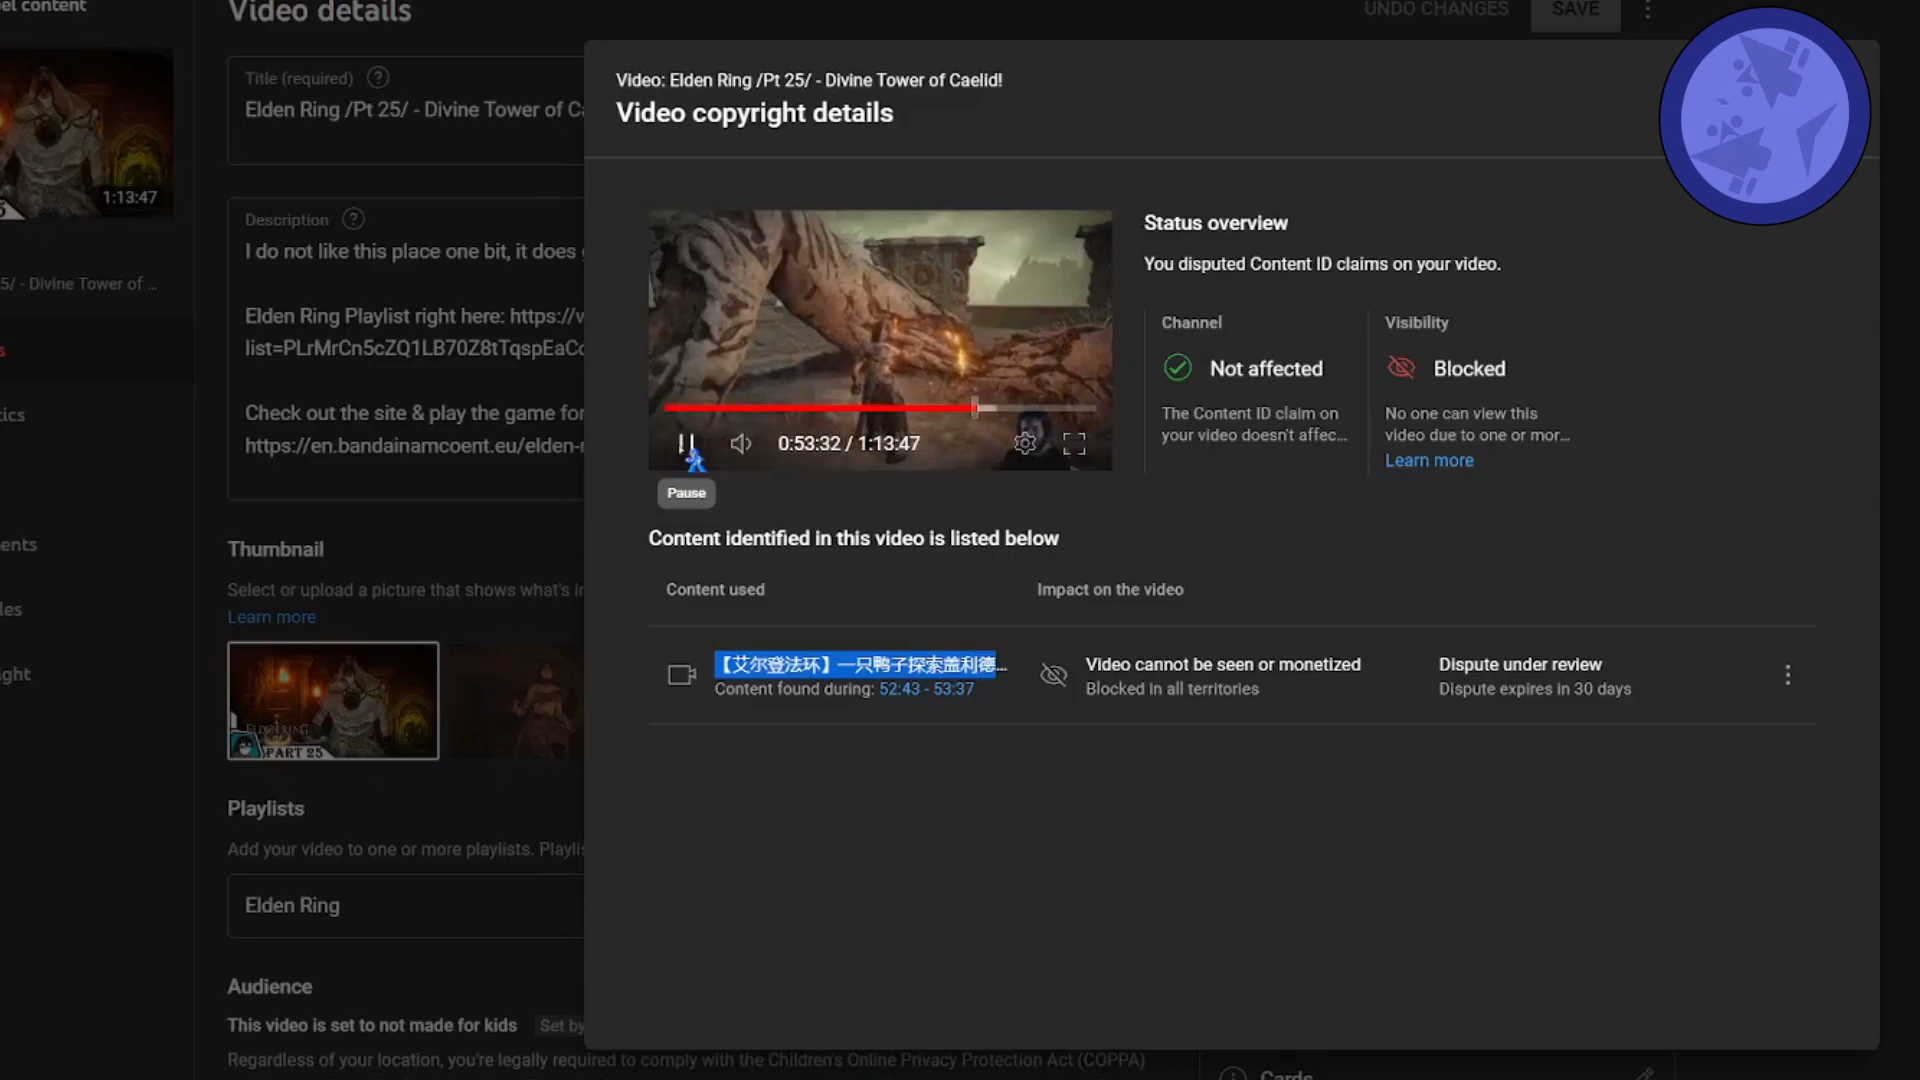 el content
Video details
UNDO CHANGES
SAVE
1:13:47
5/ - Divine Tower of ...
Title (required)
Elden Ring /Pt 25/ - Divine Tower of Ca
Description
I do not like this place one bit, it does
Elden Ring Playlist right here: https://
list=PLrMrCn5cZQ1LB70Z8tTqspEaCc
Check out the site & play the game for
https://en.bandainamcoent.eu/elden-
Thumbnail
Select or upload a picture that shows what's in
Learn more
ELDEN RING
PART 25
Playlists
Add your video to one or more playlists. Playli
Elden Ring
Audience
This video is set to not made for kids
Set by
Regardless of your location, you're legally required to comply with the Children's Online Privacy Protection Act (COPPA)
Cards
Video: Elden Ring /Pt 25/ - Divine Tower of Caelid!
Video copyright details
0:53:32 / 1:13:47
Pause
Status overview
You disputed Content ID claims on your video.
Channel
Not affected
The Content ID claim on
your video doesn't affec...
Visibility
Blocked
No one can view this
video due to one or mor...
Learn more
Content identified in this video is listed below
Content used
Impact on the video
【艾尔登法环】一只鸭子探索盖利德...
Content found during: 52:43 - 53:37
Video cannot be seen or monetized
Blocked in all territories
Dispute under review
Dispute expires in 30 days